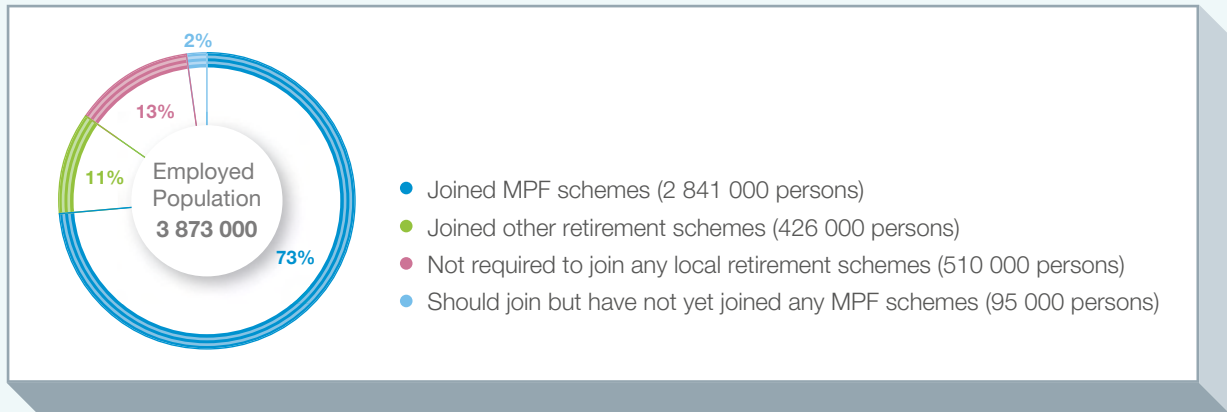 2%
13%
11%
Employed
Population
3 873 000
73%
Joined MPF schemes (2 841 000 persons)
Joined other retirement schemes (426 000 persons)
Not required to join any local retirement schemes (510 000 persons)
Should join but have not yet joined any MPF schemes (95 000 persons)